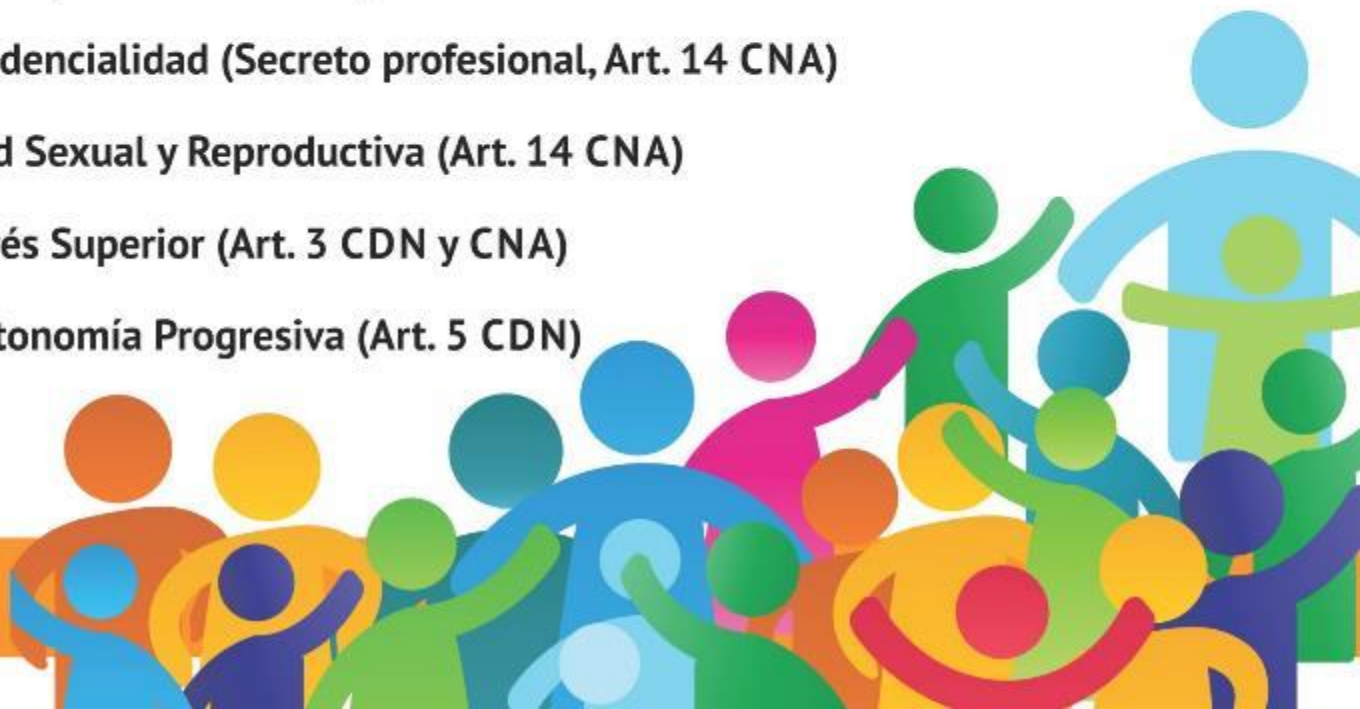 dencialidad (Secreto profesional, Art. 14 CNA)
d Sexual y Reproductiva (Art. 14 CNA)
és Superior (Art. 3 CDN y CNA)
tonomía Progresiva (Art. 5 CDN)